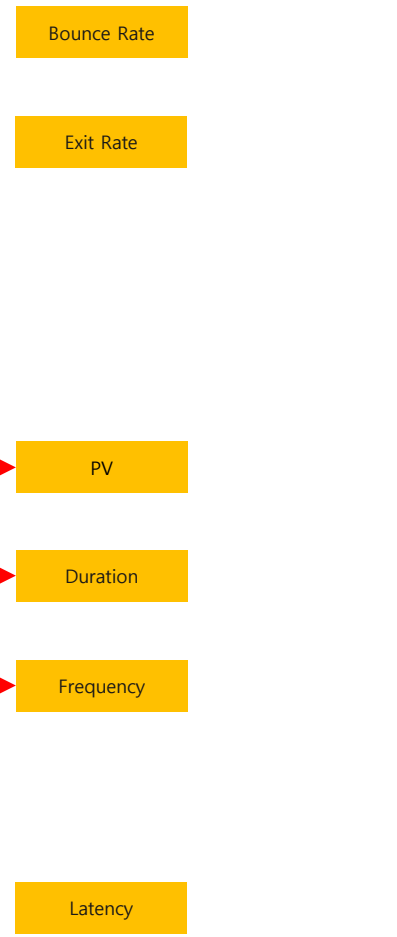 Bounce Rate
Exit Rate
PV
Duration
Frequency
Latency